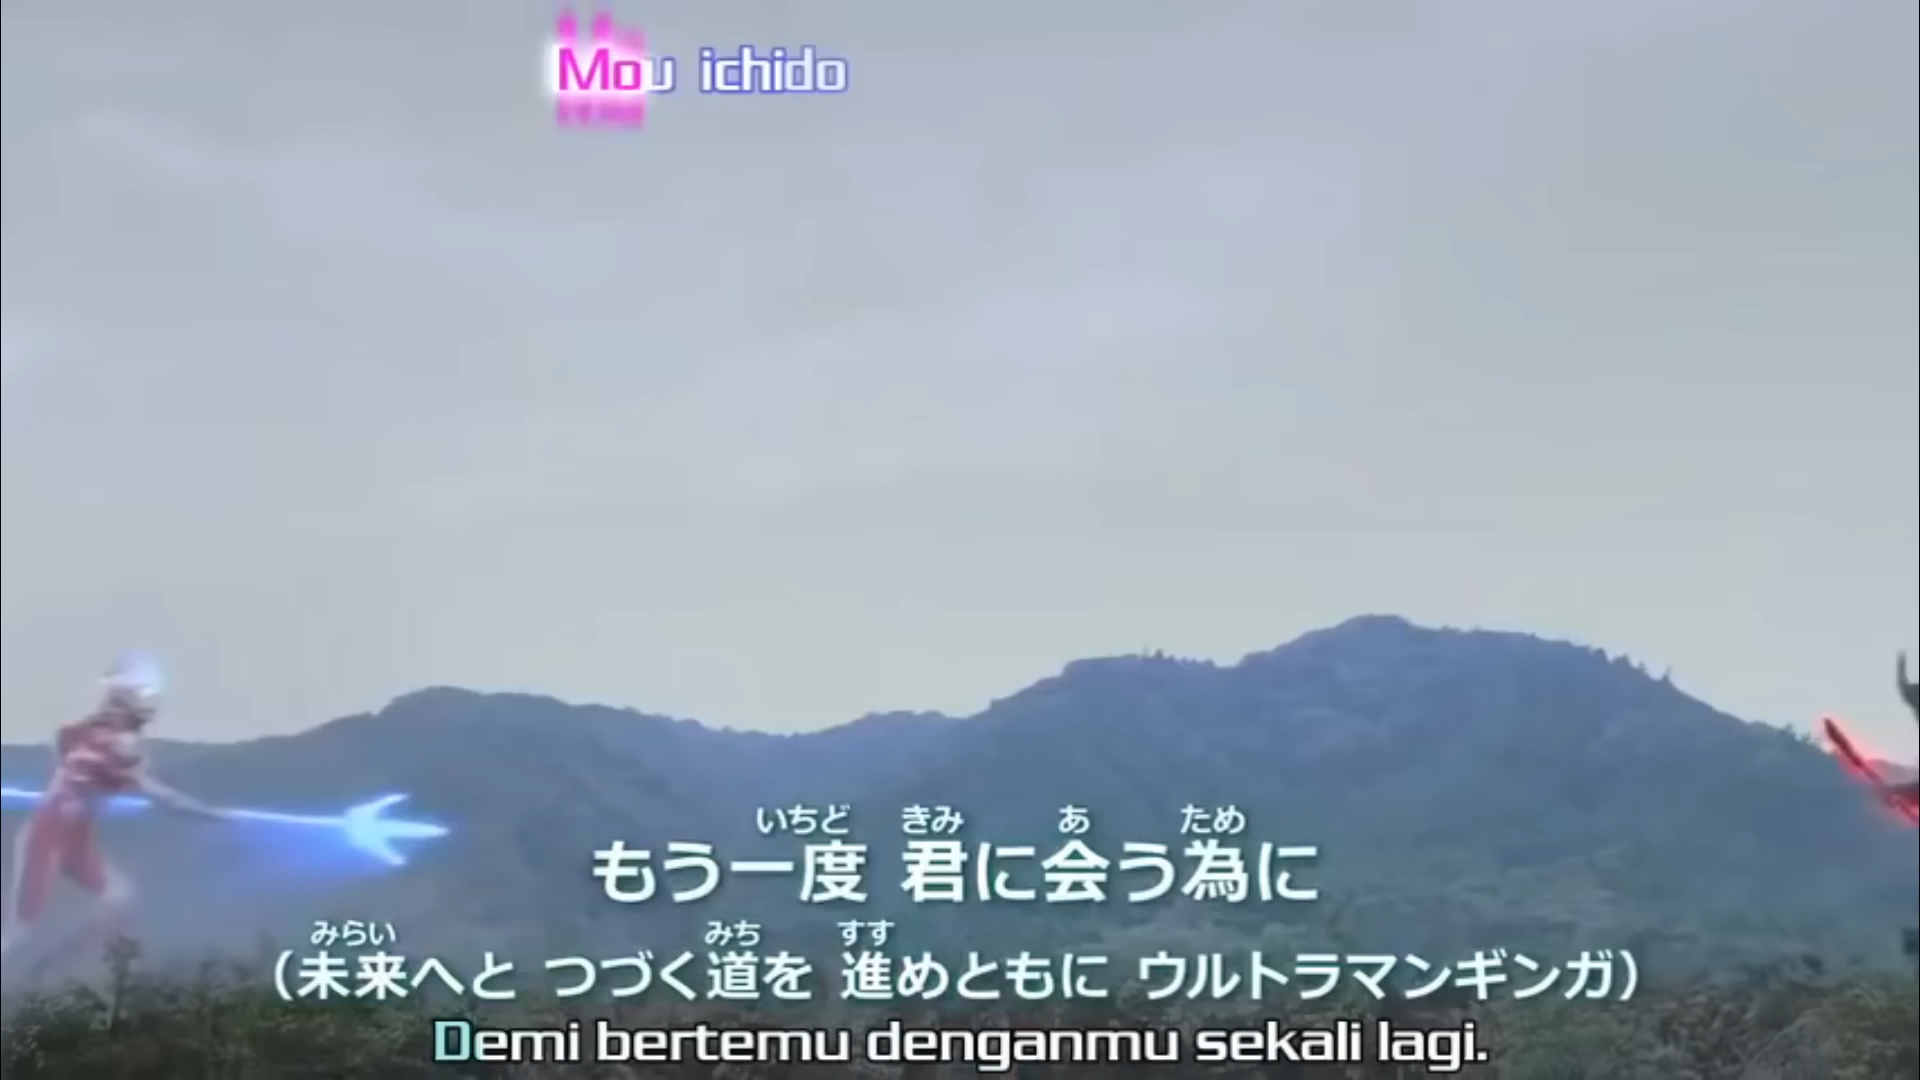 Mou ichido
いちど きみ あ ため
もう一度 君に会う為に
みらい みち すす
（未来へと つづく道を 進めともに ウルトラマンギンガ）
Demi bertemu denganmu sekali lagi.